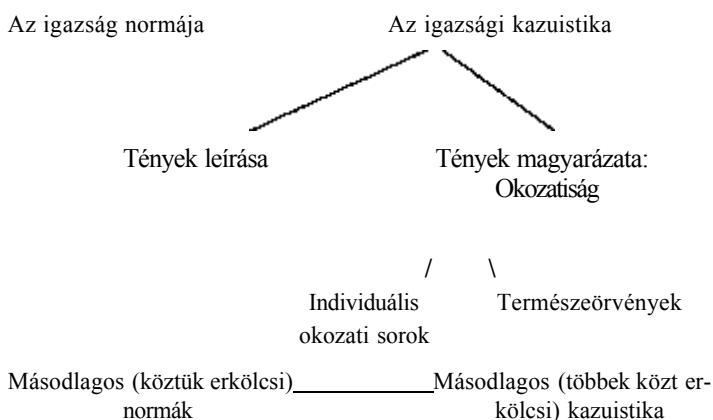 Az igazság normája Az igazsági kazuistika
Tények leírása Tények magyarázata:
Okozatiság
/ \
Individuális Természeörvények
okozati sorok
Másodlagos (köztük erkölcsi)__________Másodlagos (többek közt er-
normák kölcsi) kazuistika